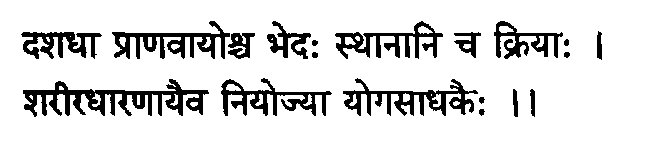 दशधा प्राणवायोश्च भेदः स्थानानि च क्रियाः ।
शरीरधारणायैव नियोज्या योगसाधकैः ।।